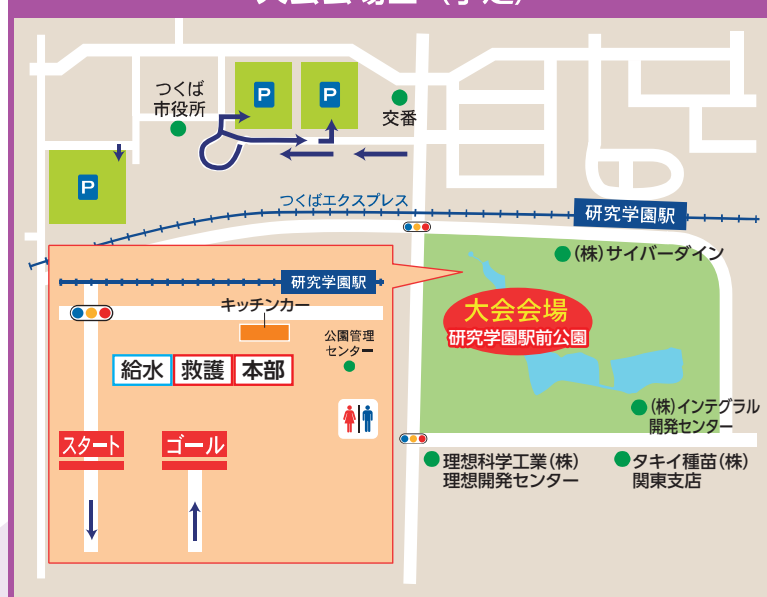 つくば
市役所
P
P
交番
P
つくばエクスプレス
研究学園駅
(株)サイバーダイン
研究学園駅
キッチンカー
公園管理
センター
給水
救護
本部
スタート
ゴール
大会会場
研究学園駅前公園
(株)インテグラル
開発センター
理想科学工業(株)
理想開発センター
タキイ種苗(株)
関東支店